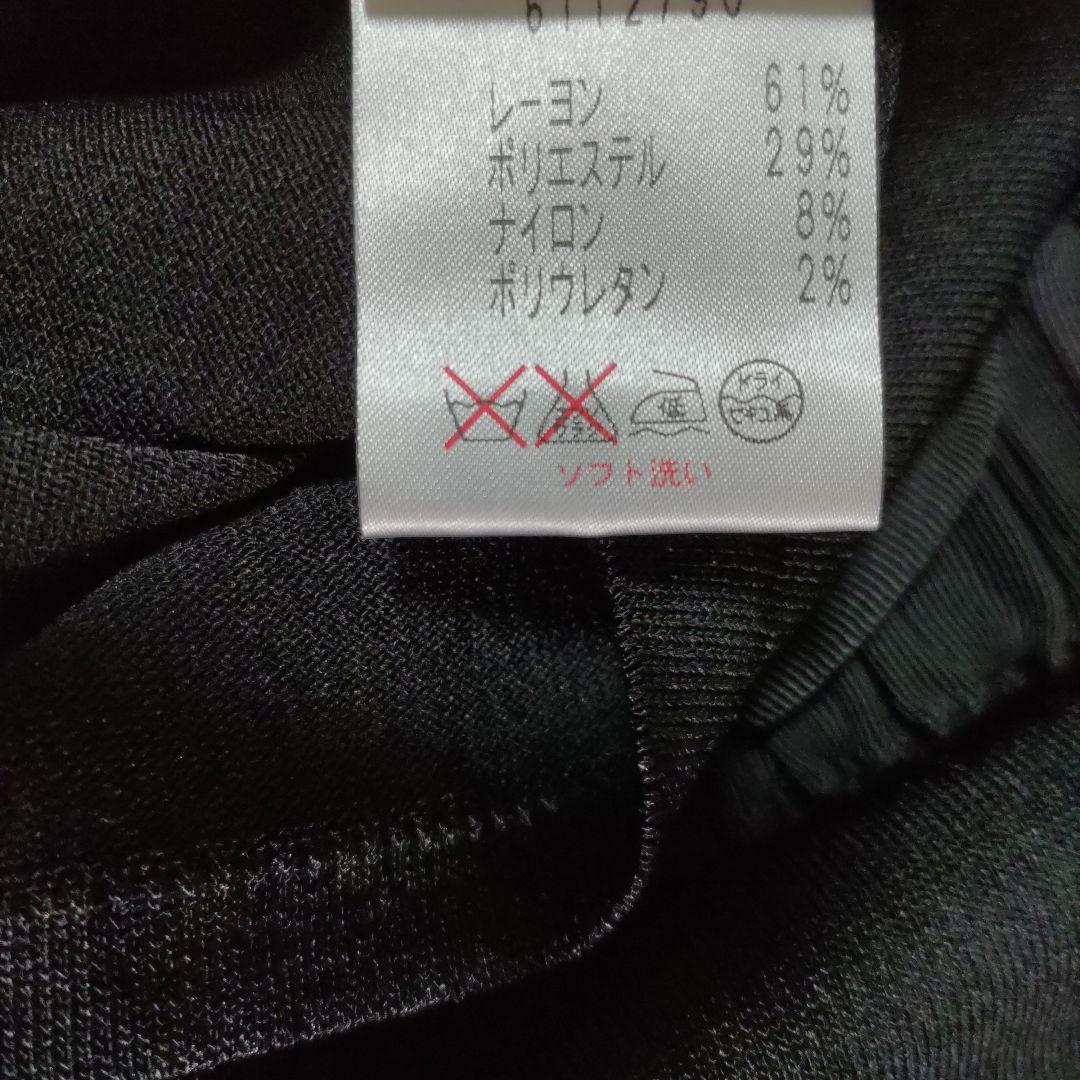 6112790
レーヨン 61%
ポリエステル 29%
ナイロン 8%
ポリウレタン 2%
低 ドライ
ソフト洗い